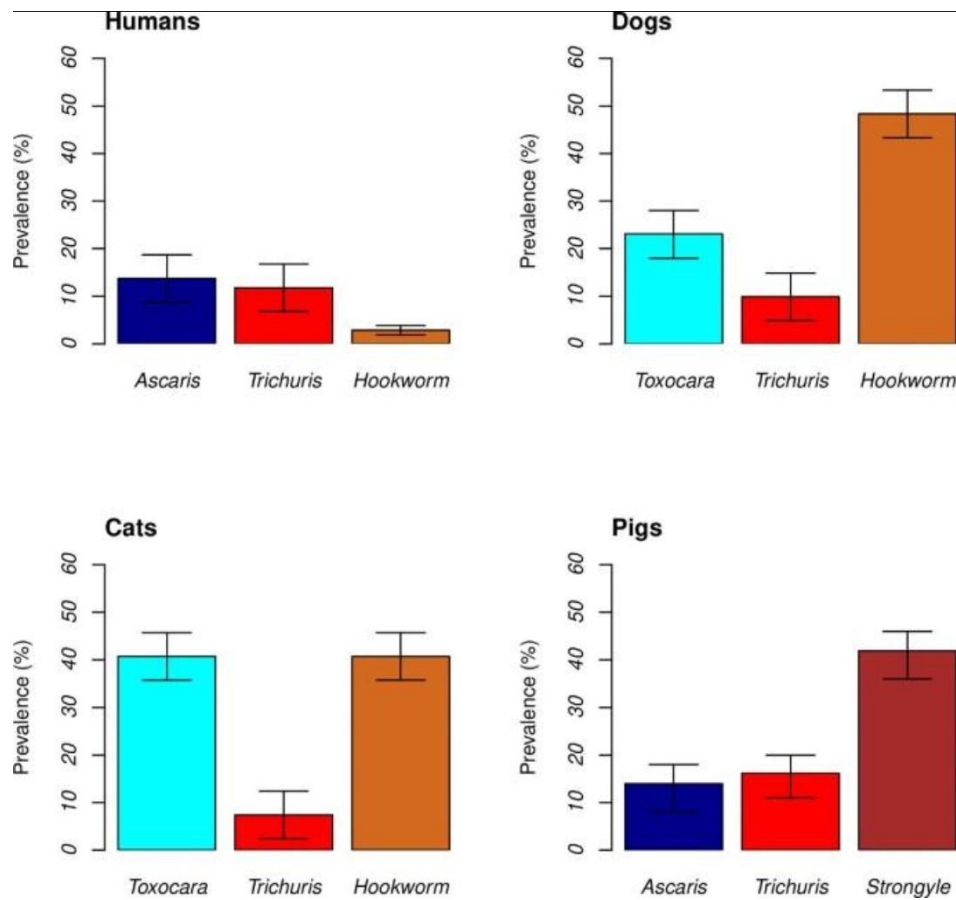 Humans
Prevalence (%)
60
50
40
30
20
10
0
Ascaris Trichuris Hookworm
Dogs
Prevalence (%)
60
50
40
30
20
10
0
Toxocara Trichuris Hookworm
Cats
Prevalence (%)
60
50
40
30
20
10
0
Toxocara Trichuris Hookworm
Pigs
Prevalence (%)
60
50
40
30
20
10
0
Ascaris Trichuris Strongyle